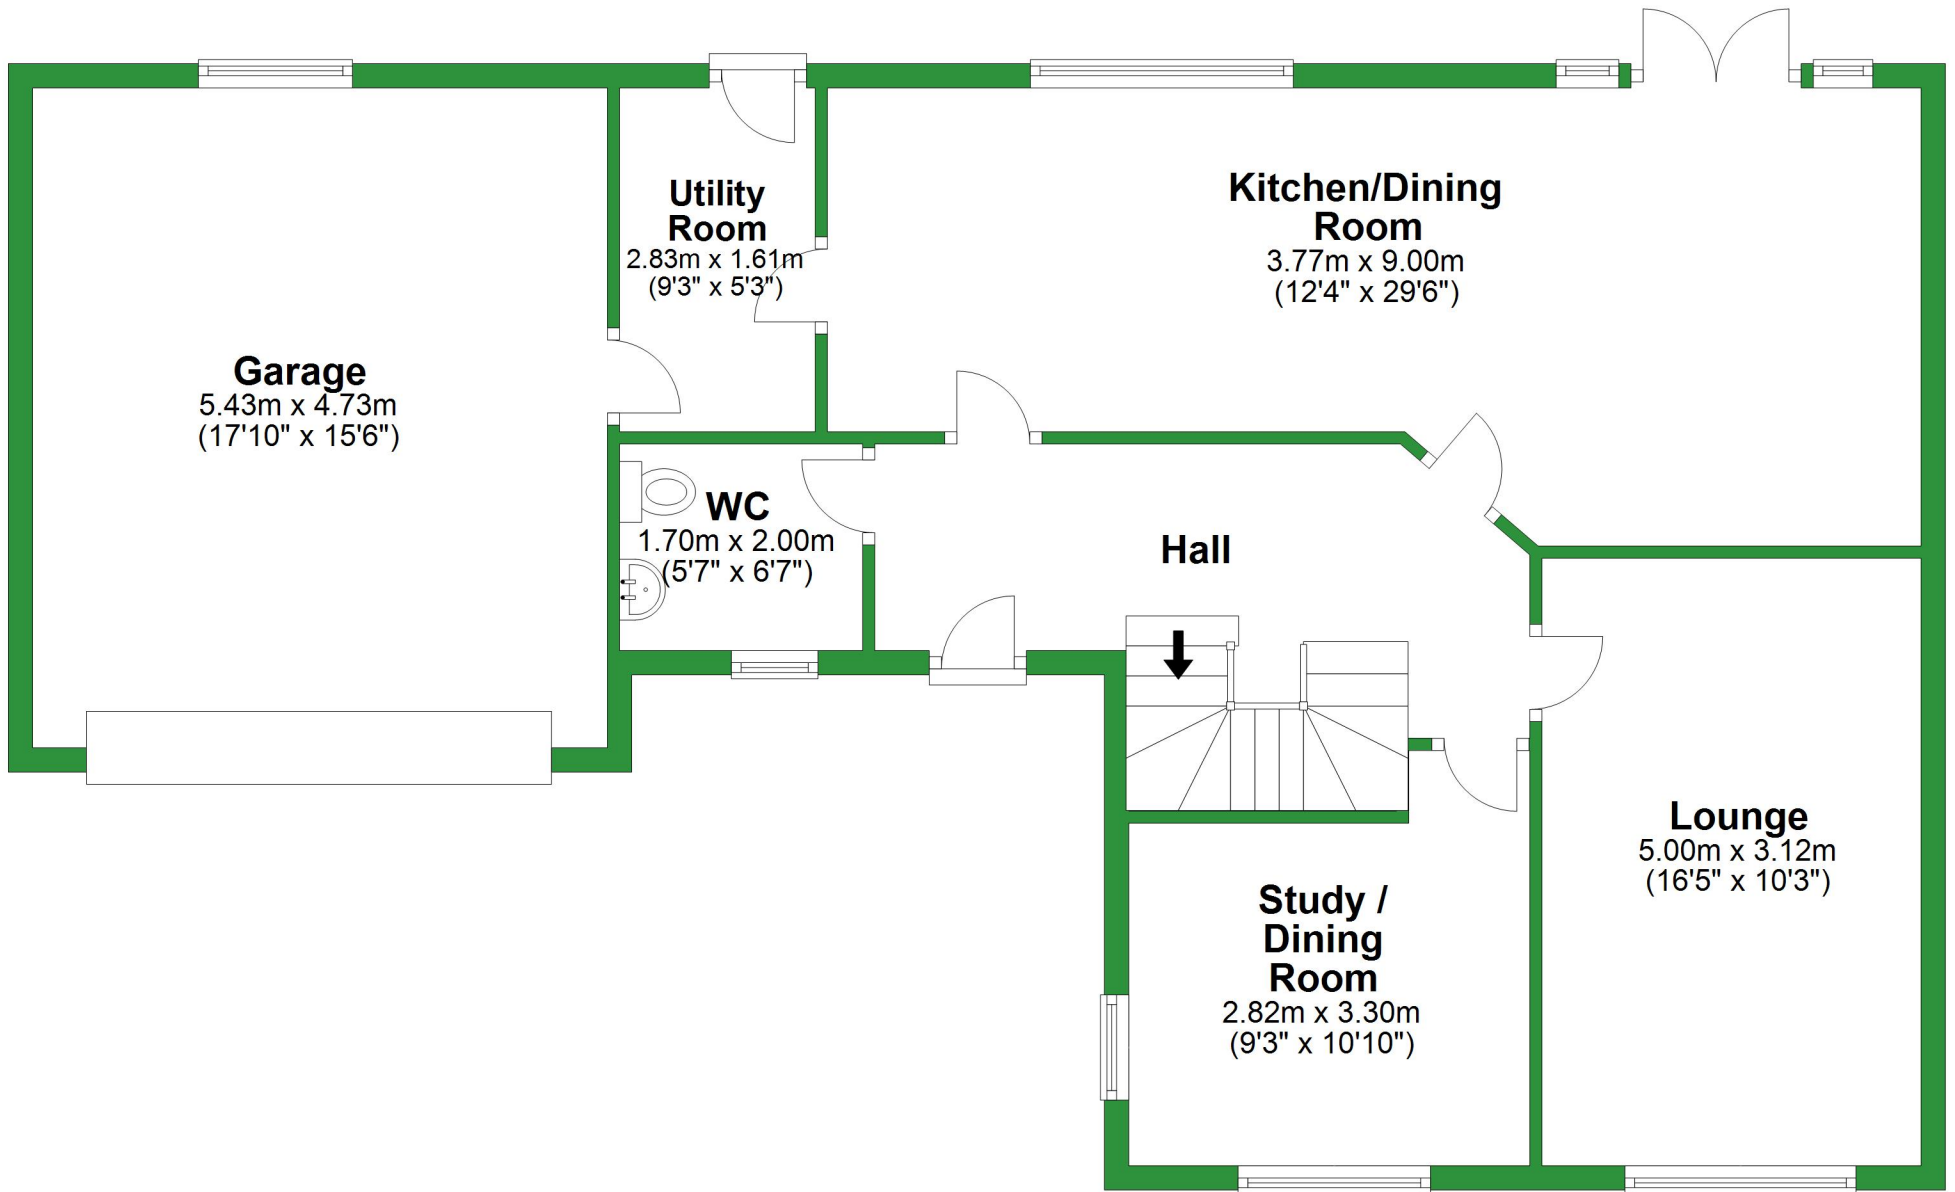 Utility
Room
2.83m x 1.61m
(9'3" x 5'3")
Kitchen/Dining
Room
3.77m x 9.00m
(12'4" x 29'6")
Garage
5.43m x 4.73m
(17'10" x 15'6")
WC
1.70m x 2.00m
(5'7" x 6'7")
Hall
Lounge
5.00m x 3.12m
(16'5" x 10'3")
Study /
Dining
Room
2.82m x 3.30m
(9'3" x 10'10")